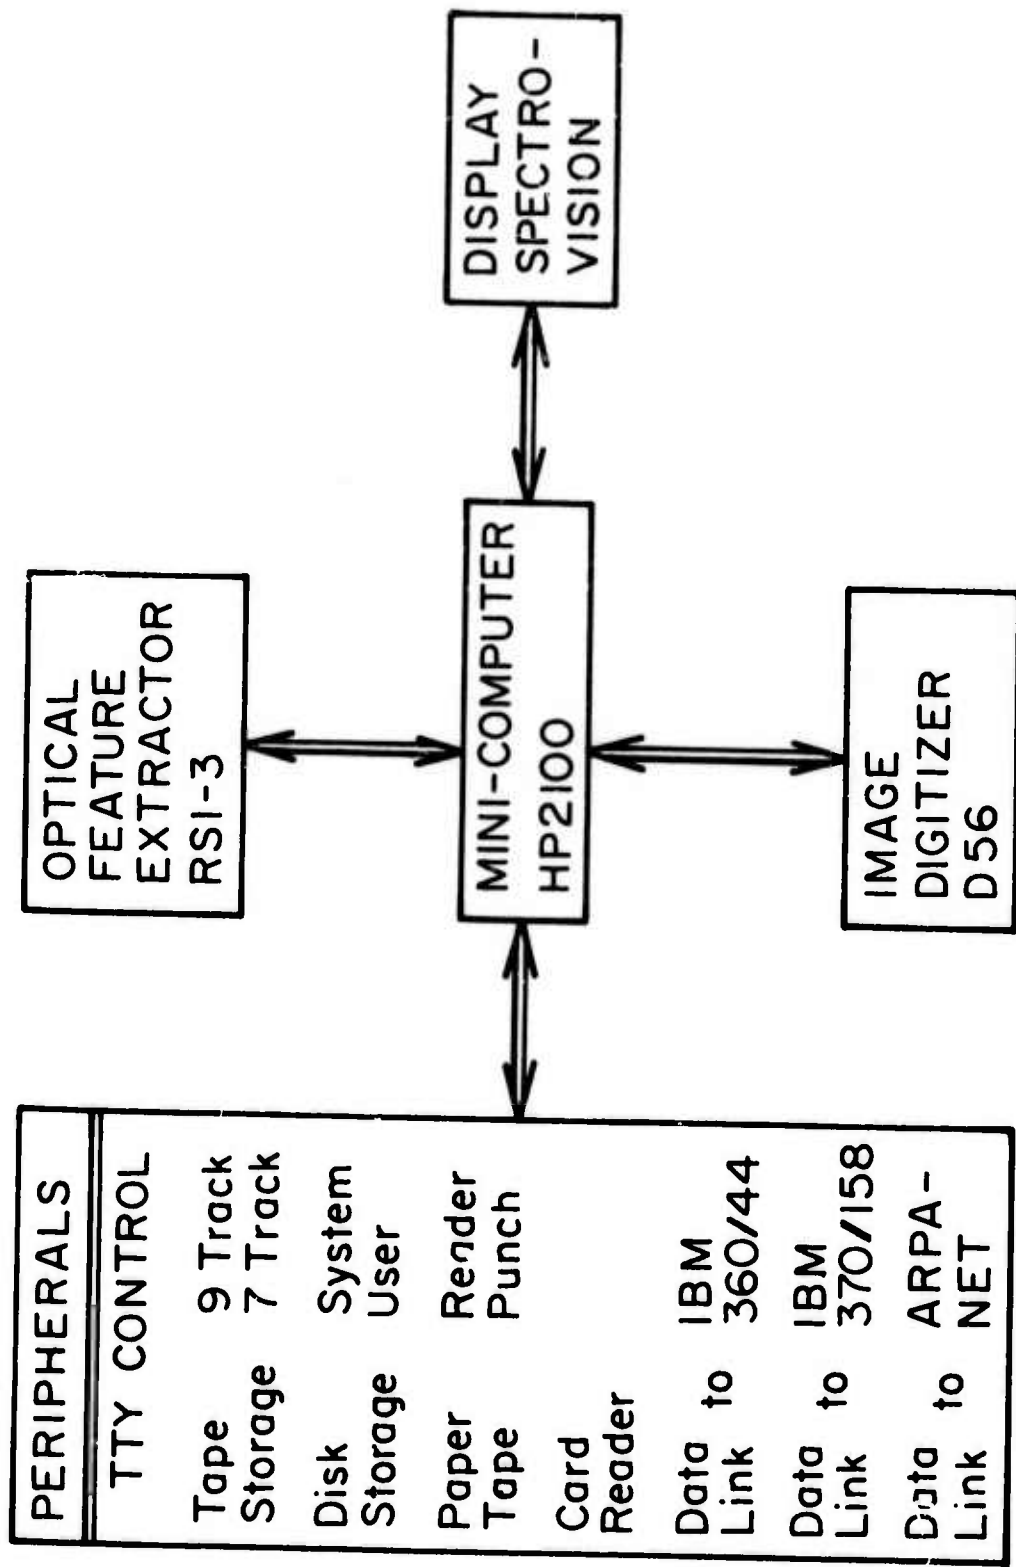 PERIPHERALS
TTY CONTROL
Tape 9 Track
Storage 7 Track
Disk System
Storage User
Paper Render
Tape Punch
Card
Reader
Data to IBM
Link 360/44
Data to IBM
Link 370/158
Data to ARPA-
Link NET
OPTICAL
FEATURE
EXTRACTOR
RSI-3
MINI-COMPUTER
HP2100
IMAGE
DIGITIZER
D56
DISPLAY
SPECTRO-
VISION